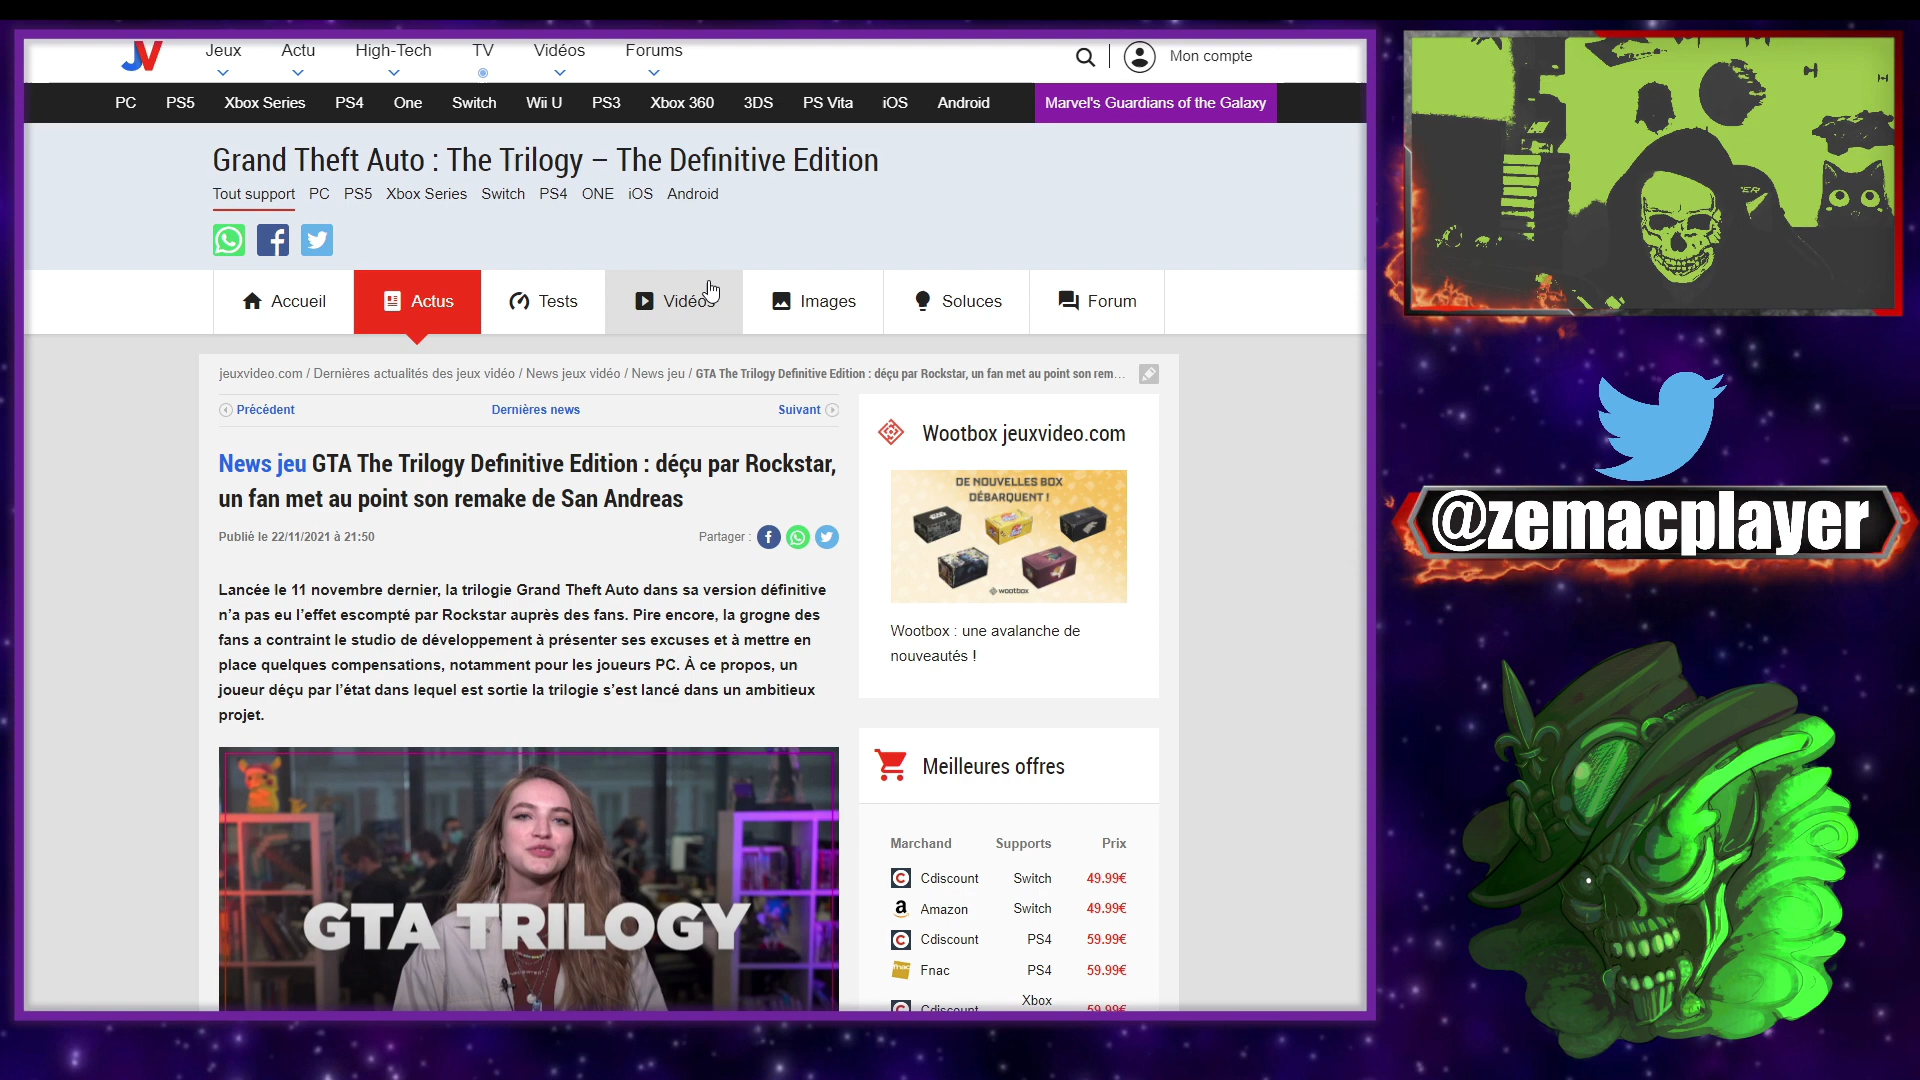 JV
Jeux
Actu
High-Tech
TV
Vidéos
Forums
Mon compte
PC
PS5
Xbox Series
PS4
One
Switch
Wii U
PS3
Xbox 360
3DS
PS Vita
iOS
Android
Marvel's Guardians of the Galaxy
Grand Theft Auto : The Trilogy – The Definitive Edition
Tout support
PC
PS5
Xbox Series
Switch
PS4
ONE
iOS
Android
Accueil
Actus
Tests
Vidéos
Images
Soluces
Forum
jeuxvideo.com / Dernières actualités des jeux vidéo / News jeux vidéo / News jeu / GTA The Trilogy Definitive Edition : déçu par Rockstar, un fan met au point son rem…
Précédent
Dernières news
Suivant
News jeu GTA The Trilogy Definitive Edition : déçu par Rockstar,
un fan met au point son remake de San Andreas
Publié le 22/11/2021 à 21:50
Partager :
Lancée le 11 novembre dernier, la trilogie Grand Theft Auto dans sa version définitive
n’a pas eu l’effet escompté par Rockstar auprès des fans. Pire encore, la grogne des
fans a contraint le studio de développement à présenter ses excuses et à mettre en
place quelques compensations, notamment pour les joueurs PC. À ce propos, un
joueur déçu par l’état dans lequel est sortie la trilogie s’est lancé dans un ambitieux
projet.
GTA TRILOGY
Wootbox jeuxvideo.com
DE NOUVELLES BOX
DÉBARQUENT !
wootbox
Wootbox : une avalanche de
nouveautés !
Meilleures offres
Marchand Supports Prix
Cdiscount Switch 49.99€
Amazon Switch 49.99€
Cdiscount PS4 59.99€
Fnac PS4 59.99€
Xbox
Cdiscount 59.99€
@zemacplayer